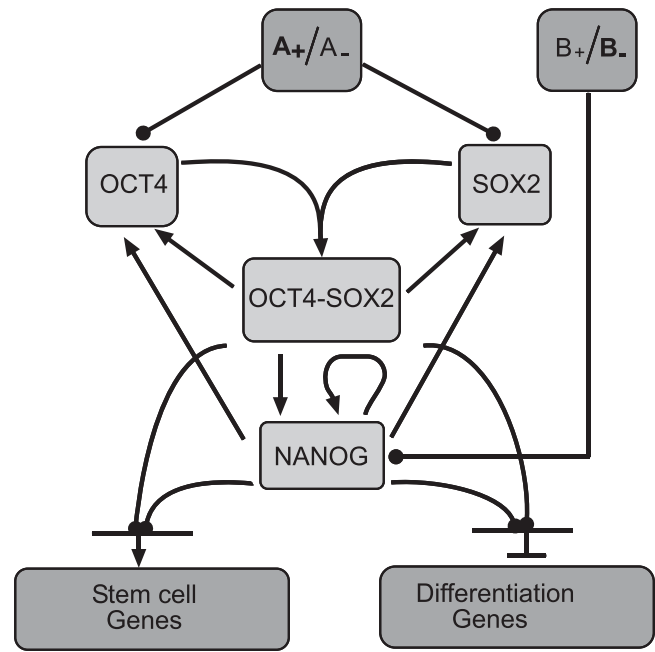 A+/A-
B+/B-
OCT4
SOX2
OCT4-SOX2
NANOG
Stem cell
Genes
Differentiation
Genes